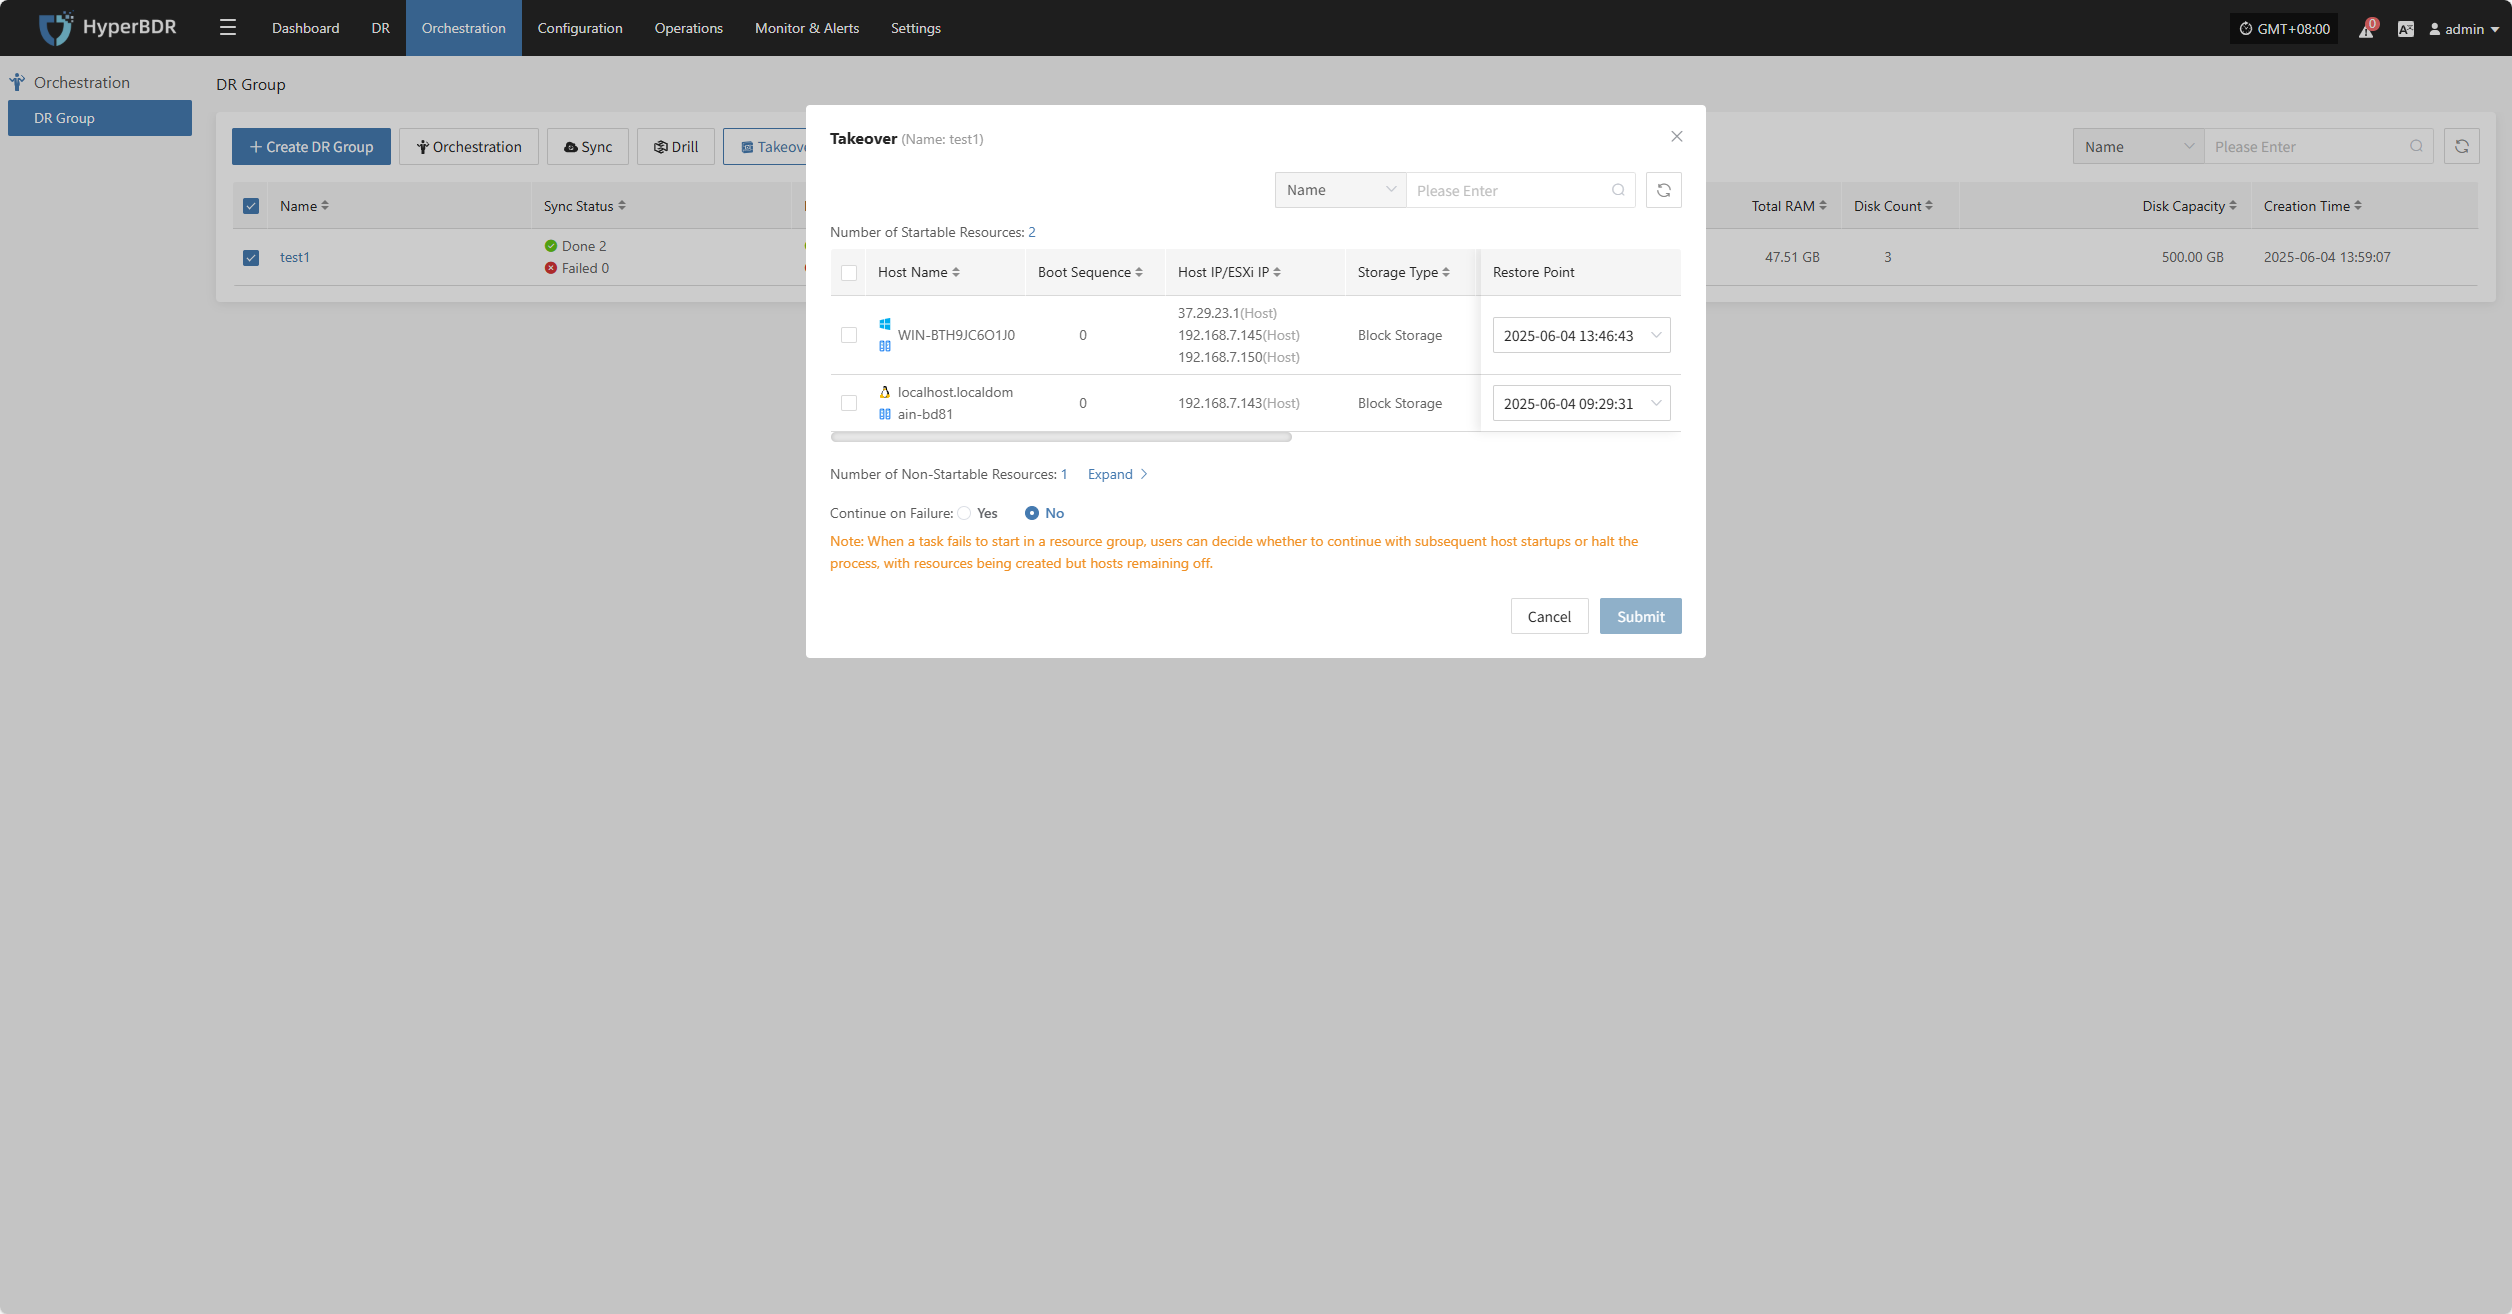 HyperBDR
Dashboard
DR
Orchestration
Configuration
Operations
Monitor & Alerts
Settings
GMT+08:00
0
admin
Orchestration
DR Group
DR Group
Create DR Group
Orchestration
Sync
Drill
Takeov
Name
Please Enter
Name
Sync Status
Total RAM
Disk Count
Disk Capacity
Creation Time
test1
Done 2
Failed 0
47.51 GB
3
500.00 GB
2025-06-04 13:59:07
Takeover (Name: test1)
Name
Please Enter
Number of Startable Resources: 2
Host Name
Boot Sequence
Host IP/ESXi IP
Storage Type
Restore Point
WIN-BTH9JC6O1J0
0
37.29.23.1(Host)
192.168.7.145(Host)
192.168.7.150(Host)
Block Storage
2025-06-04 13:46:43
localhost.localdom
ain-bd81
0
192.168.7.143(Host)
Block Storage
2025-06-04 09:29:31
Number of Non-Startable Resources: 1 Expand
Continue on Failure: Yes No
Note: When a task fails to start in a resource group, users can decide whether to continue with subsequent host startups or halt the
process, with resources being created but hosts remaining off.
Cancel
Submit